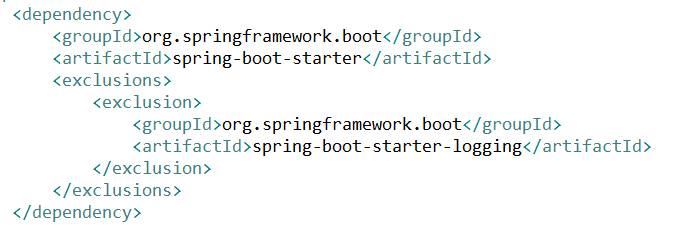 <dependency>
    <groupId>org.springframework.boot</groupId>
    <artifactId>spring-boot-starter</artifactId>
    <exclusions>
        <exclusion>
            <groupId>org.springframework.boot</groupId>
            <artifactId>spring-boot-starter-logging</artifactId>
        </exclusion>
    </exclusions>
</dependency>